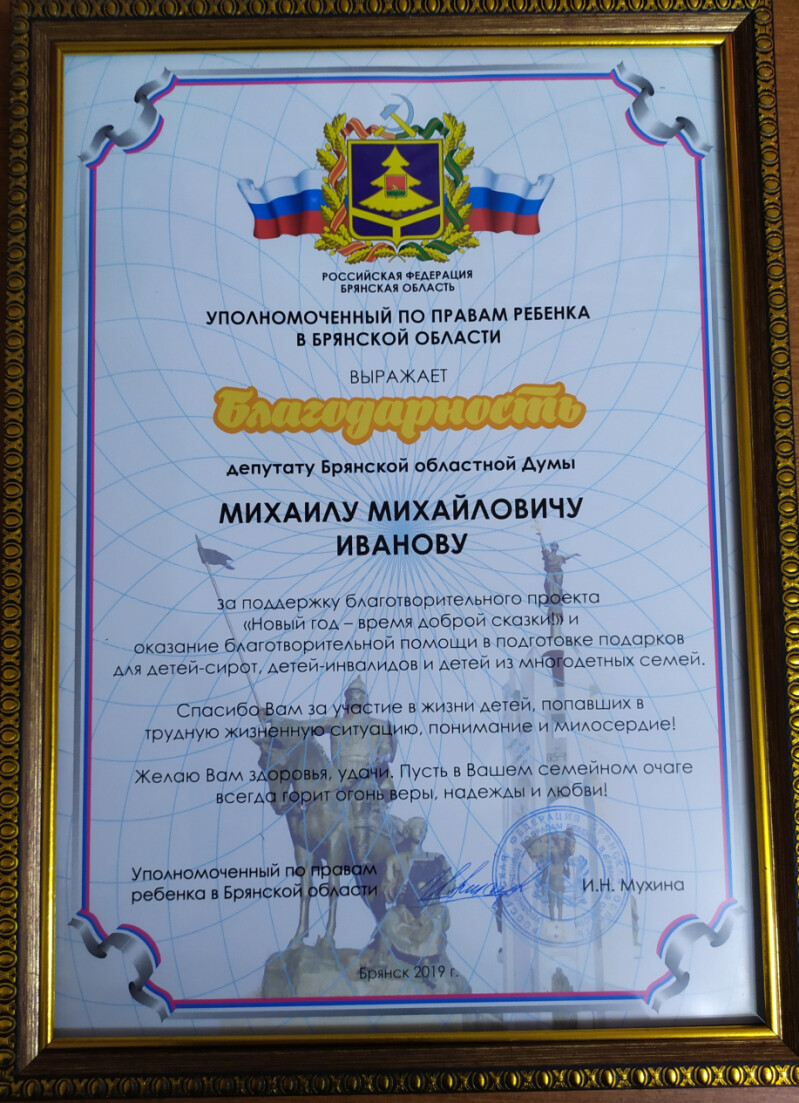 РОССИЙСКАЯ ФЕДЕРАЦИЯ
БРЯНСКАЯ ОБЛАСТЬ
УПОЛНОМОЧЕННЫЙ ПО ПРАВАМ РЕБЕНКА
В БРЯНСКОЙ ОБЛАСТИ
ВЫРАЖАЕТ
Благодарность
депутату Брянской областной Думы
МИХАИЛУ МИХАЙЛОВИЧУ
ИВАНОВУ
за поддержку благотворительного проекта
«Новый год – время доброй сказки!» и
оказание благотворительной помощи в подготовке подарков
для детей-сирот, детей-инвалидов и детей из многодетных семей.
Спасибо Вам за участие в жизни детей, попавших в
трудную жизненную ситуацию, понимание и милосердие!
Желаю Вам здоровья, удачи. Пусть в Вашем семейном очаге
всегда горит огонь веры, надежды и любви!
Уполномоченный по правам
ребенка в Брянской области
И.Н. Мухина
Брянск 2019 г.